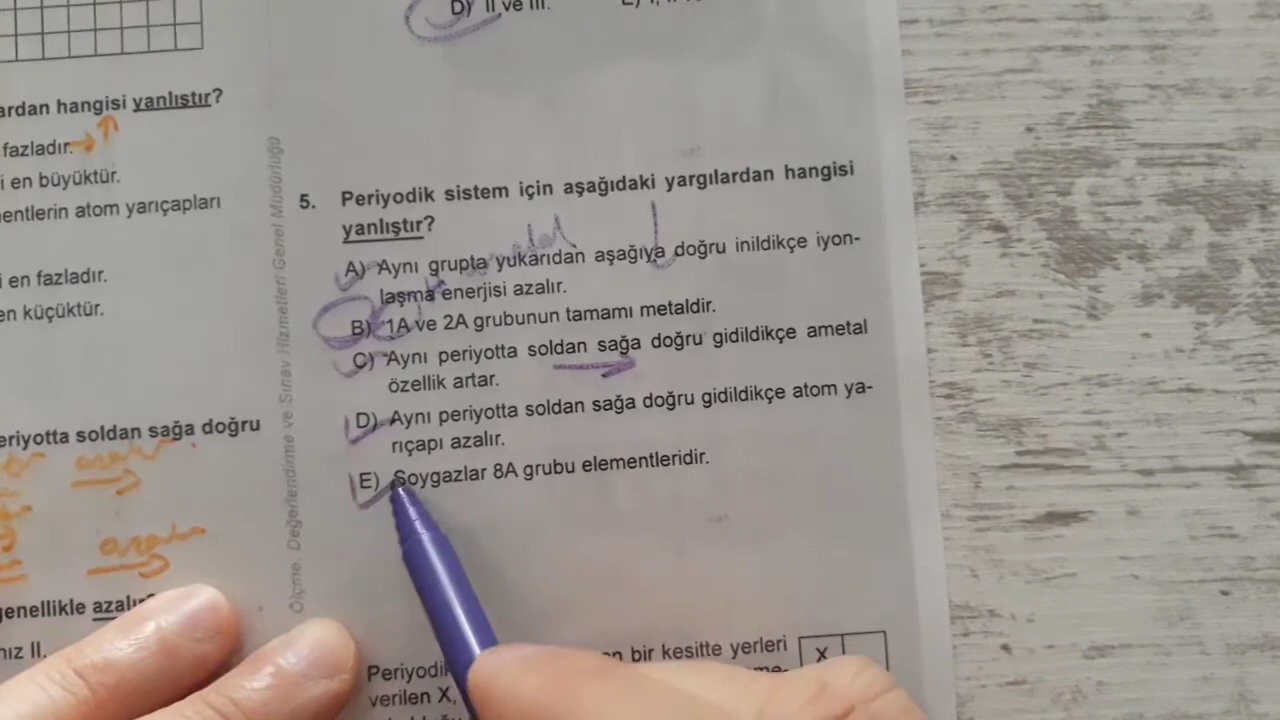 D) II ve III.
ardan hangisi yanlıştır?
fazladır.
i en büyüktür.
entlerin atom yarıçapları
i en fazladır.
en küçüktür.
eriyotta soldan sağa doğru
artar
genellikle azalır
nız II.
Ölçme, Değerlendirme ve Sınav Hizmetleri Genel Müdürlüğü
5. Periyodik sistem için aşağıdaki yargılardan hangisi
yanlıştır?
A) Aynı grupta yukarıdan aşağıya doğru inildikçe iyon-
laşma enerjisi azalır.
B) 1A ve 2A grubunun tamamı metaldir.
C) Aynı periyotta soldan sağa doğru gidildikçe ametal
özellik artar.
D) Aynı periyotta soldan sağa doğru gidildikçe atom ya-
rıçapı azalır.
E) Soygazlar 8A grubu elementleridir.
Periyodi
n bir kesitte yerleri
verilen X,
X